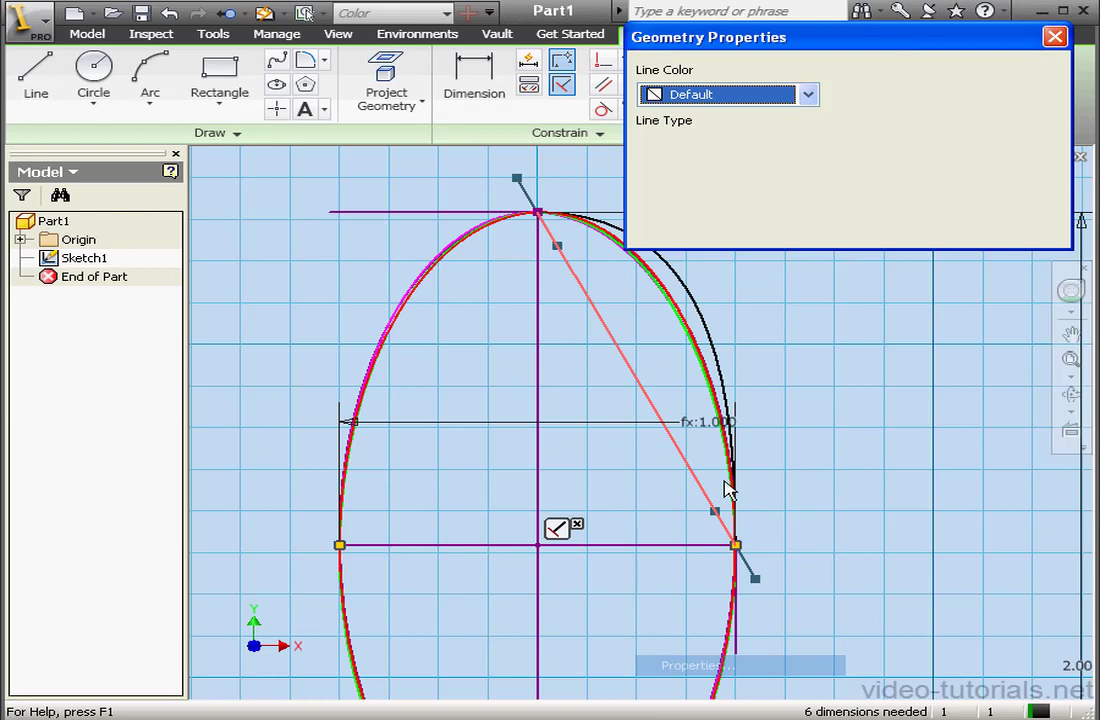 Color
Part1
Type a keyword or phrase
PRO
Model
Inspect
Tools
Manage
View
Environments
Vault
Get Started
Geometry Properties
Line Color
Default
Line Type
Line
Circle
Arc
Rectangle
A
Project
Geometry
Dimension
Draw
Constrain
Model
Part1
Origin
Sketch1
End of Part
fx:1.000
Y
X
Properties...
2.00
video-tutorials.net
For Help, press F1
6 dimensions needed
1
1